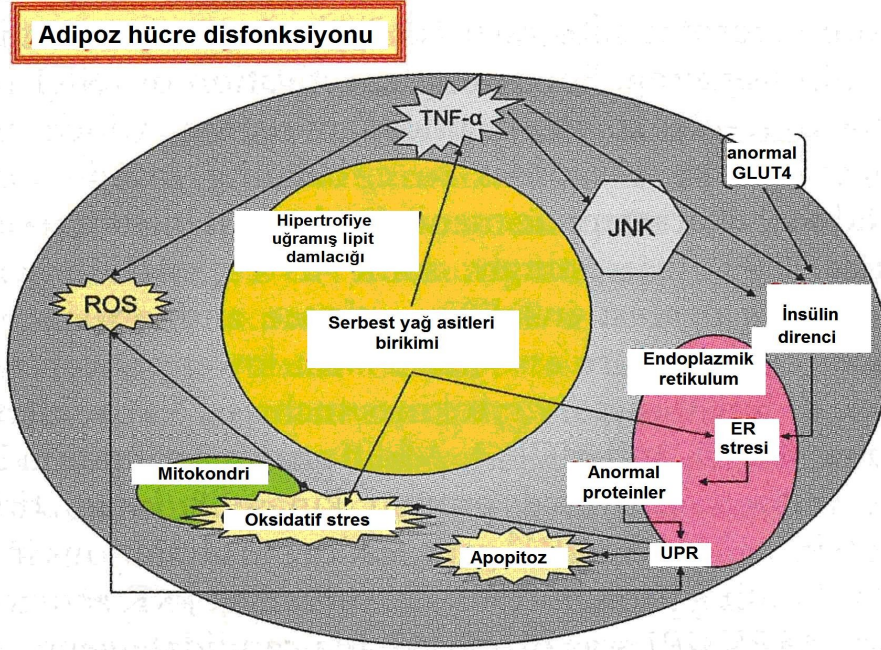 Adipoz hücre disfonksiyonu
TNF-α
anormal
GLUT4
Hipertrofiye
uğramış lipit
damlacığı
JNK
ROS
Serbest yağ asitleri
birikimi
İnsülin
direnci
Endoplazmik
retikulum
ER
stresi
Mitokondri
Anormal
proteinler
Oksidatif stres
Apopitoz
UPR